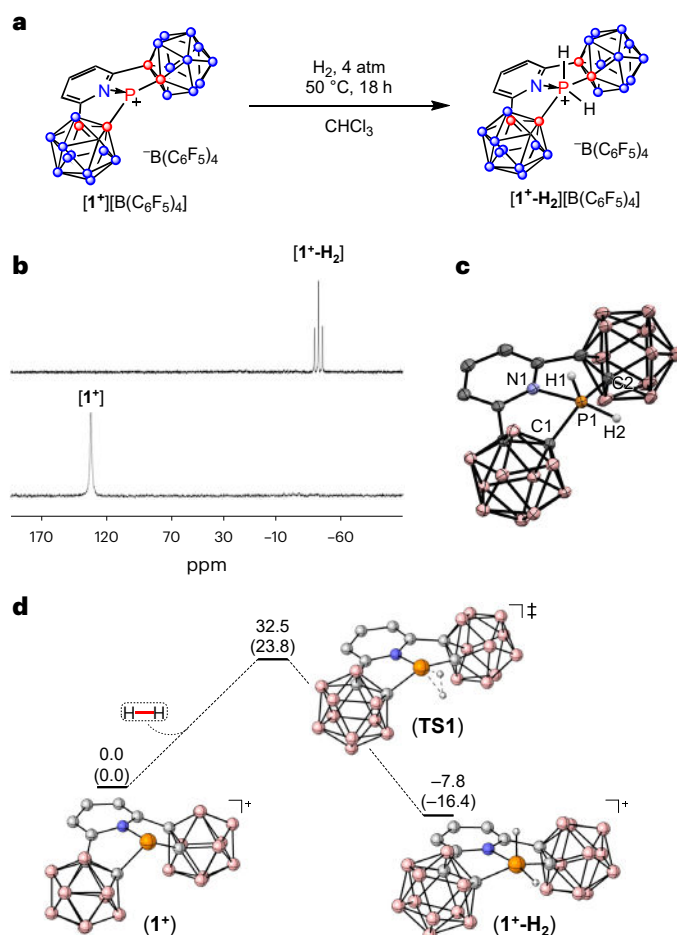 a
H
H₂, 4 atm
50 °C, 18 h
N
P
+
N
P
+
H
CHCl₃
⁻B(C₆F₅)₄
⁻B(C₆F₅)₄
[1⁺][B(C₆F₅)₄]
[1⁺-H₂][B(C₆F₅)₄]
b
[1⁺-H₂]
[1⁺]
170
130
70
30
−10
−60
ppm
c
N1
H1
C2
P1
C1
H2
d
32.5
(23.8)
‡
H–H
(TS1)
0.0
(0.0)
−7.8
(−16.4)
+
+
(1⁺)
(1⁺-H₂)